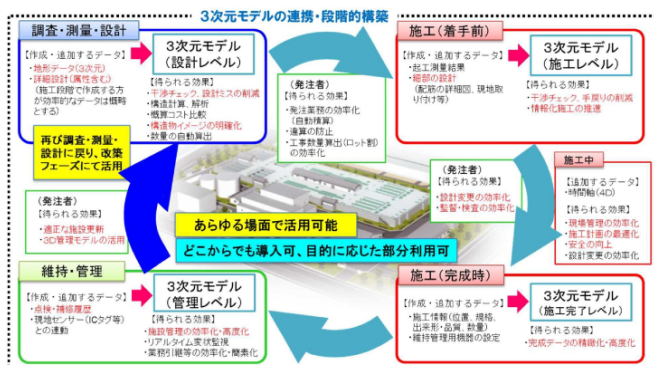 3次元モデルの連携・段階的構築
調査・測量・設計
【作成・追加するデータ】
・地形データ(3次元)
・詳細設計(属性含む)
(施工段階で作成する方
が効率的なデータは概略
とする)
3次元モデル
(設計レベル)
【得られる効果】
・干渉チェック、設計ミスの削減
・構造計算、解析
・概算コスト比較
・構造物イメージの明確化
・数量の自動算出
(発注者)
【得られる効果】
・発注業務の効率化
(自動積算)
・違算の防止
・工事数量算出(ロット割)
の効率化
施工(着手前)
【作成・追加するデータ】
・起工測量結果
・細部の設計
(配筋の詳細図、現地取
り付け等)
3次元モデル
(施工レベル)
【得られる効果】
・干渉チェック、手戻りの削減
・情報化施工の推進
(発注者)
【得られる効果】
・設計変更の効率化
・監督・検査の効率化
施工中
【追加するデータ】
・時間軸(4D)
【得られる効果】
・現場管理の効率化
・施工計画の最適化
・安全の向上
・設計変更の効率化
施工(完成時)
【作成・追加するデータ】
・施工情報(位置、規格、
出来形・品質、数量)
・維持管理用機器の設定
3次元モデル
(施工完了レベル)
【得られる効果】
・完成データの精緻化・高度化
維持・管理
【作成・追加するデータ】
・点検・補修履歴
・現地センサー(ICタグ等)
との連動
3次元モデル
(管理レベル)
【得られる効果】
・施設管理の効率化・高度化
・リアルタイム変状監視
・業務引継等の効率化・簡素化
(発注者)
【得られる効果】
・適正な施設更新
・3D管理モデルの活用
再び調査・測量・
設計に戻り、改築
フェーズにて活用
あらゆる場面で活用可能
どこからでも導入可、目的に応じた部分利用可